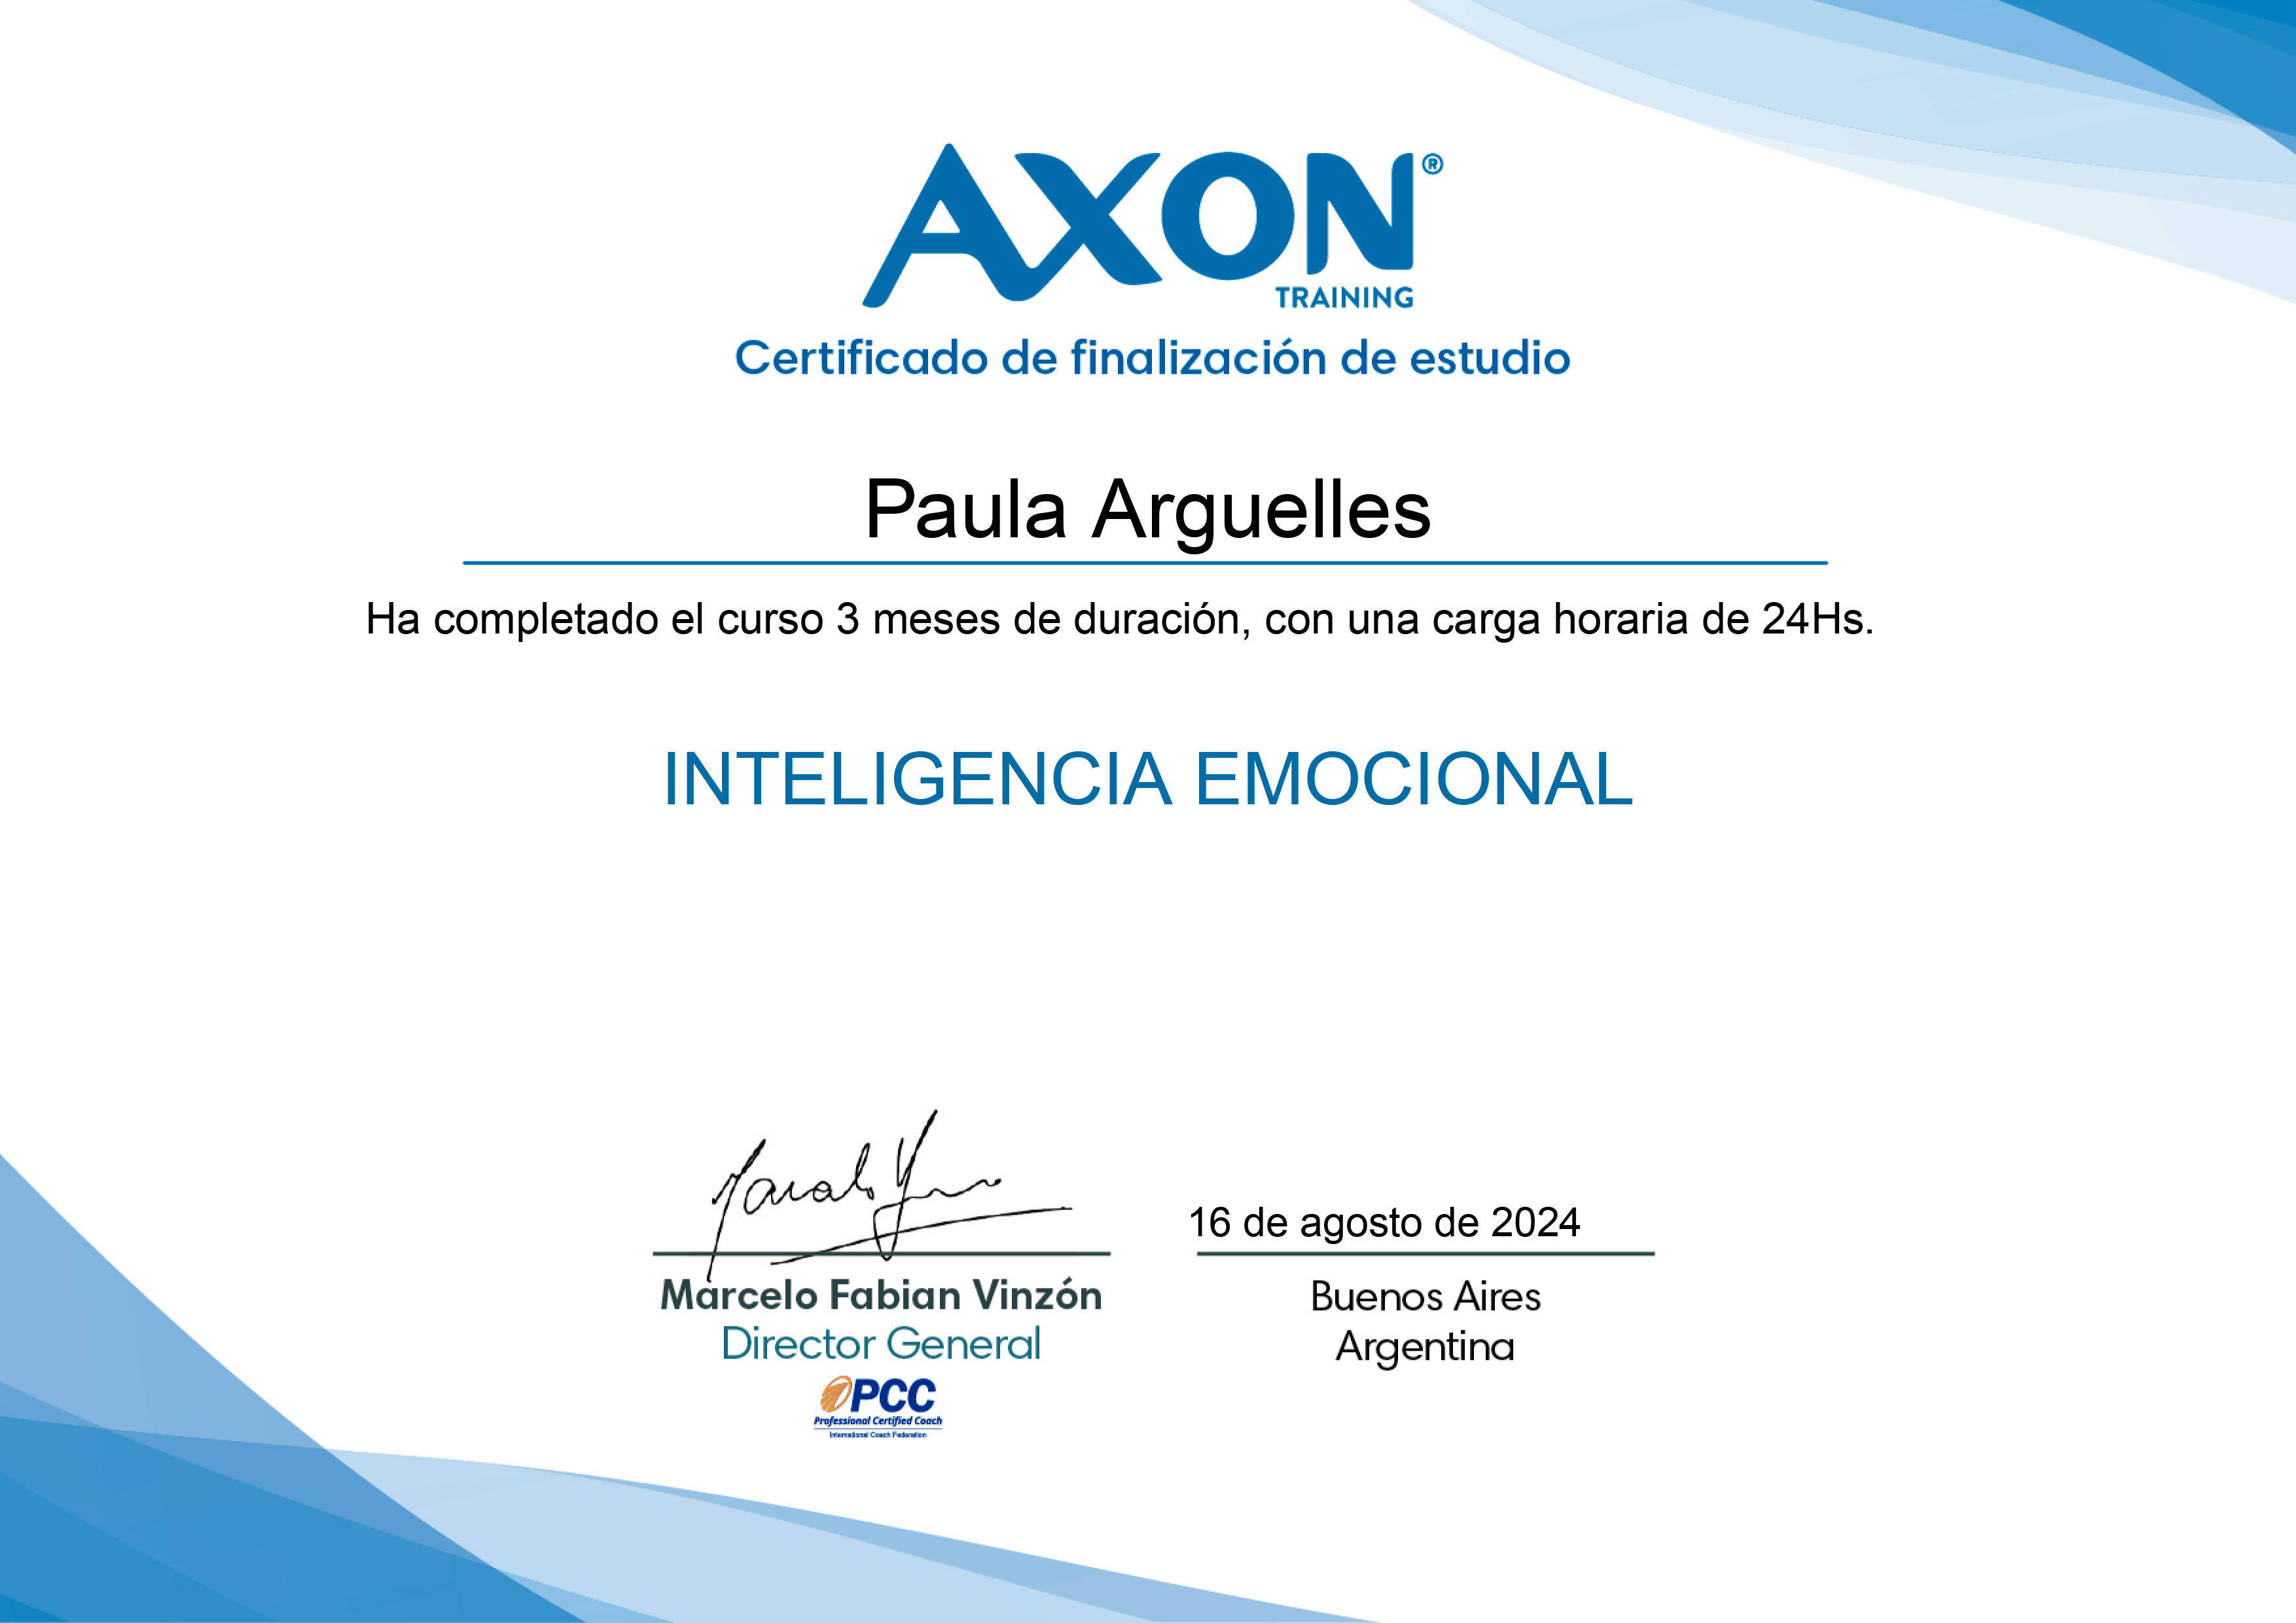 AXON®
TRAINING
Certificado de finalización de estudio
Paula Arguelles
Ha completado el curso 3 meses de duración, con una carga horaria de 24Hs.
INTELIGENCIA EMOCIONAL
16 de agosto de 2024
Marcelo Fabian Vinzón
Director General
Buenos Aires
Argentina
PCC
Professional Certified Coach
International Coach Federation